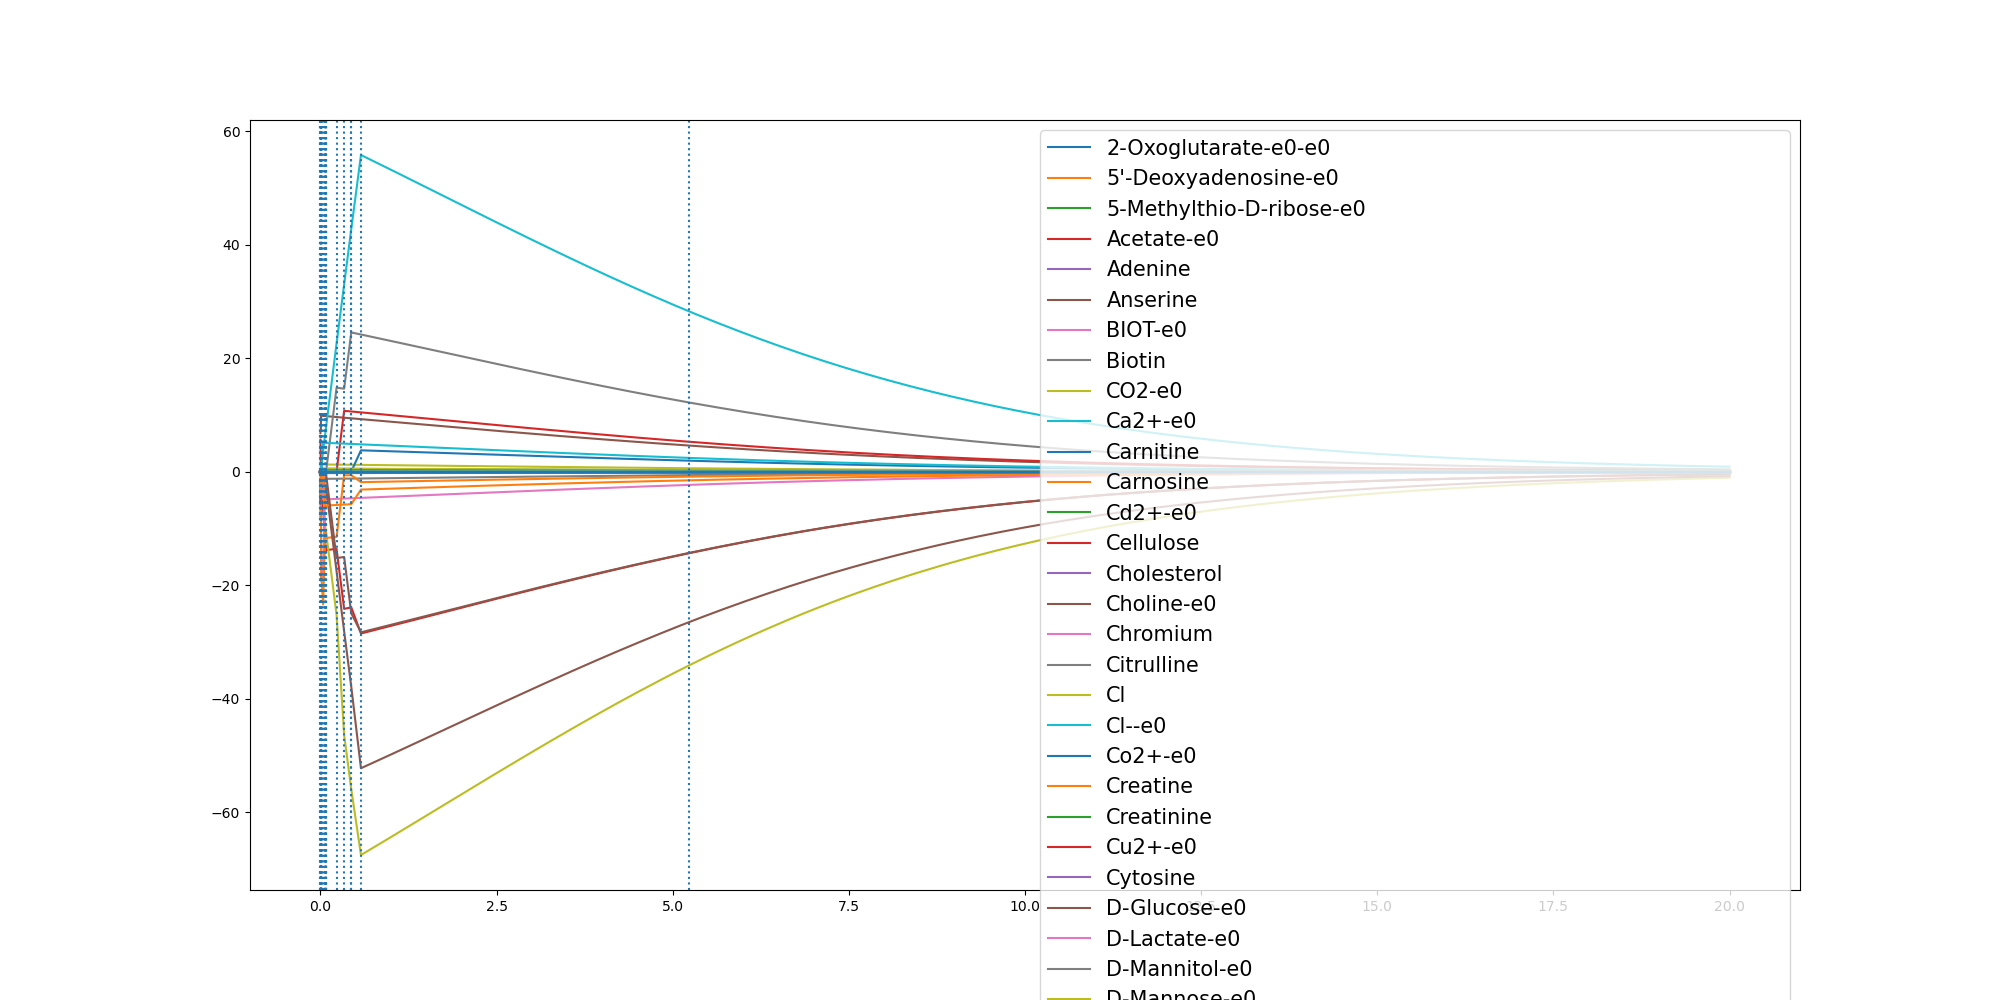 60
40
20
0
−20
−40
−60
0.0
2.5
5.0
7.5
10.0
15.0
17.5
20.0
2-Oxoglutarate-e0-e0
5'-Deoxyadenosine-e0
5-Methylthio-D-ribose-e0
Acetate-e0
Adenine
Anserine
BIOT-e0
Biotin
CO2-e0
Ca2+-e0
Carnitine
Carnosine
Cd2+-e0
Cellulose
Cholesterol
Choline-e0
Chromium
Citrulline
Cl
Cl--e0
Co2+-e0
Creatine
Creatinine
Cu2+-e0
Cytosine
D-Glucose-e0
D-Lactate-e0
D-Mannitol-e0
D-Mannose-e0